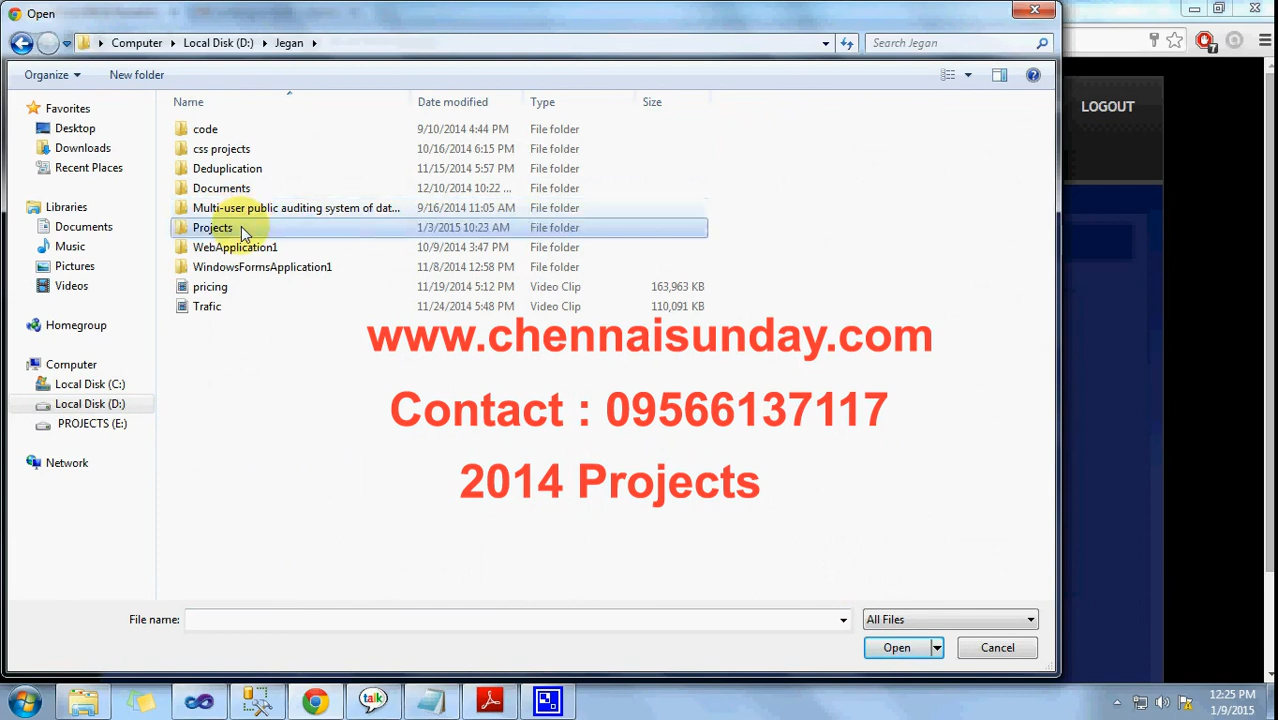 Open
Computer Local Disk (D:) Jegan
Search Jegan
7
Organize
New folder
LOGOUT
Name Date modified Type Size
Favorites
Desktop
Downloads
Recent Places
Libraries
Documents
Music
Pictures
Videos
Homegroup
Computer
Local Disk (C:)
Local Disk (D:)
PROJECTS (E:)
Network
code 9/10/2014 4:44 PM File folder
css projects 10/16/2014 6:15 PM File folder
Deduplication 11/15/2014 5:57 PM File folder
Documents 12/10/2014 10:22 ... File folder
Multi-user public auditing system of dat... 9/16/2014 11:05 AM File folder
Projects 1/3/2015 10:23 AM File folder
WebApplication1 10/9/2014 3:47 PM File folder
WindowsFormsApplication1 11/8/2014 12:58 PM File folder
pricing 11/19/2014 5:12 PM Video Clip 163,963 KB
Trafic 11/24/2014 5:48 PM Video Clip 110,091 KB
www.chennaisunday.com
Contact : 09566137117
2014 Projects
File name:
All Files
Open
Cancel
talk
12:25 PM
1/9/2015